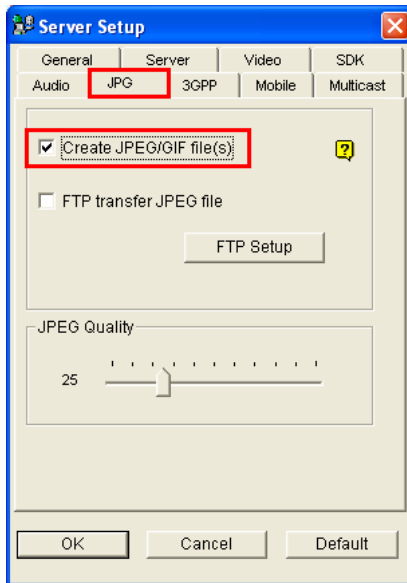 Server Setup
General Server Video SDK
Audio JPG 3GPP Mobile Multicast
Create JPEG/GIF file(s)
?
FTP transfer JPEG file
FTP Setup
JPEG Quality
25
OK Cancel Default